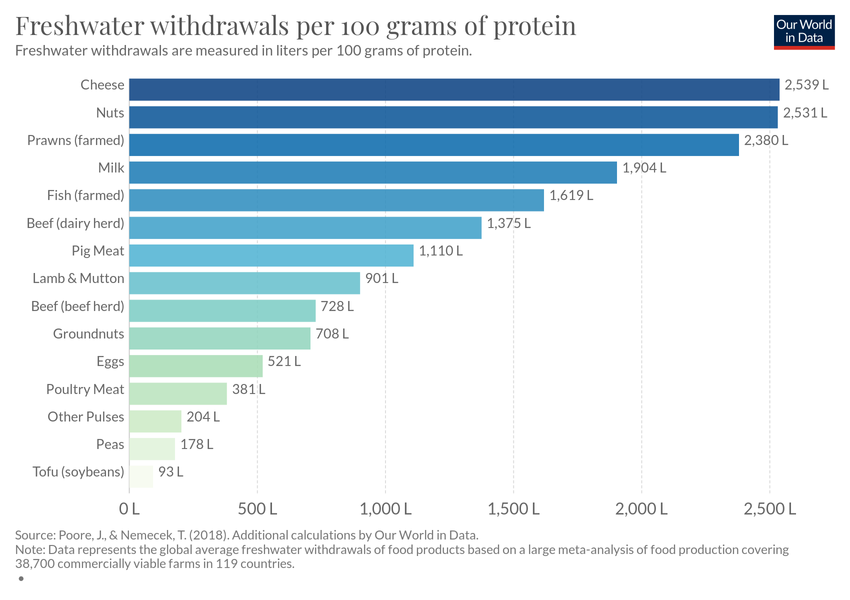 Freshwater withdrawals per 100 grams of protein
Freshwater withdrawals are measured in liters per 100 grams of protein.
Our World
in Data
Cheese 2,539 L
Nuts 2,531 L
Prawns (farmed) 2,380 L
Milk 1,904 L
Fish (farmed) 1,619 L
Beef (dairy herd) 1,375 L
Pig Meat 1,110 L
Lamb & Mutton 901 L
Beef (beef herd) 728 L
Groundnuts 708 L
Eggs 521 L
Poultry Meat 381 L
Other Pulses 204 L
Peas 178 L
Tofu (soybeans) 93 L
0 L 500 L 1,000 L 1,500 L 2,000 L 2,500 L
Source: Poore, J., & Nemecek, T. (2018). Additional calculations by Our World in Data.
Note: Data represents the global average freshwater withdrawals of food products based on a large meta-analysis of food production covering
38,700 commercially viable farms in 119 countries.
•